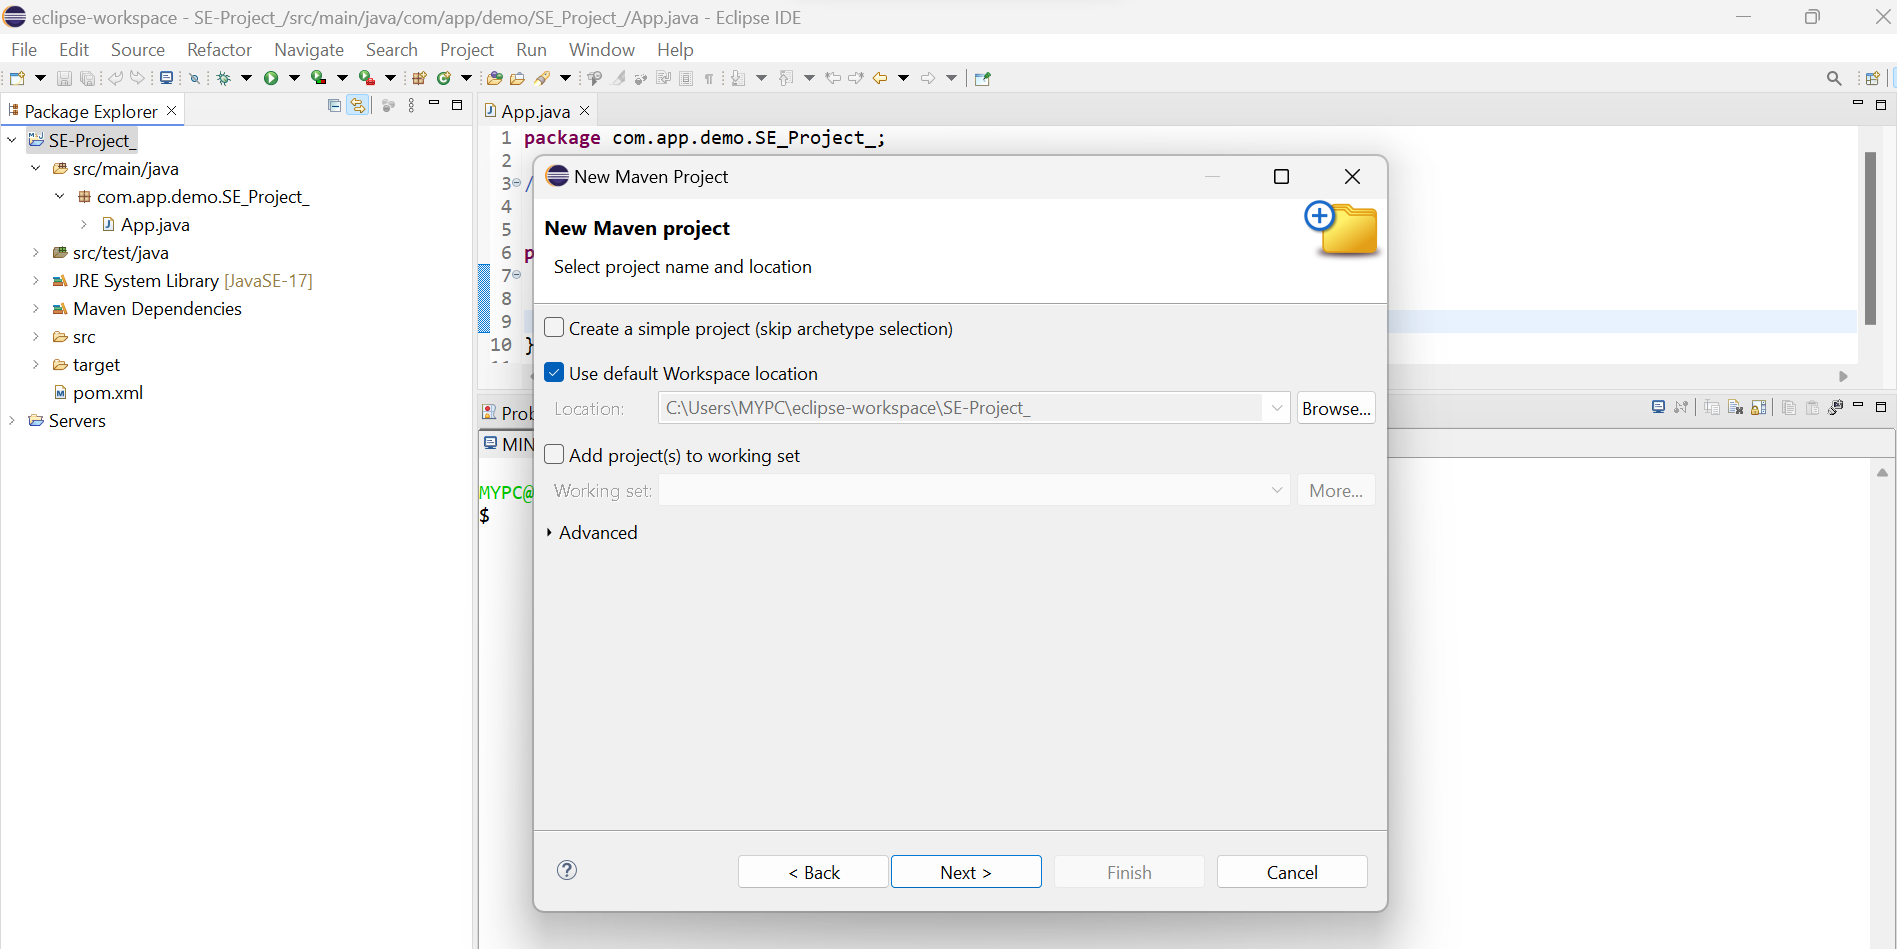 eclipse-workspace - SE-Project_/src/main/java/com/app/demo/SE_Project_/App.java - Eclipse IDE
File Edit Source Refactor Navigate Search Project Run Window Help
Package Explorer
SE-Project_
src/main/java
com.app.demo.SE_Project_
App.java
src/test/java
JRE System Library [JavaSE-17]
Maven Dependencies
src
target
pom.xml
Servers
App.java
1 package com.app.demo.SE_Project_;
2
3 /
4
5
6 p
7
8
9
10 }
New Maven Project
New Maven project
Select project name and location
Create a simple project (skip archetype selection)
Use default Workspace location
Location: C:\Users\MYPC\eclipse-workspace\SE-Project_ Browse...
Add project(s) to working set
Working set: More...
Advanced
< Back Next > Finish Cancel
Prob
MIN
MYPC@
$